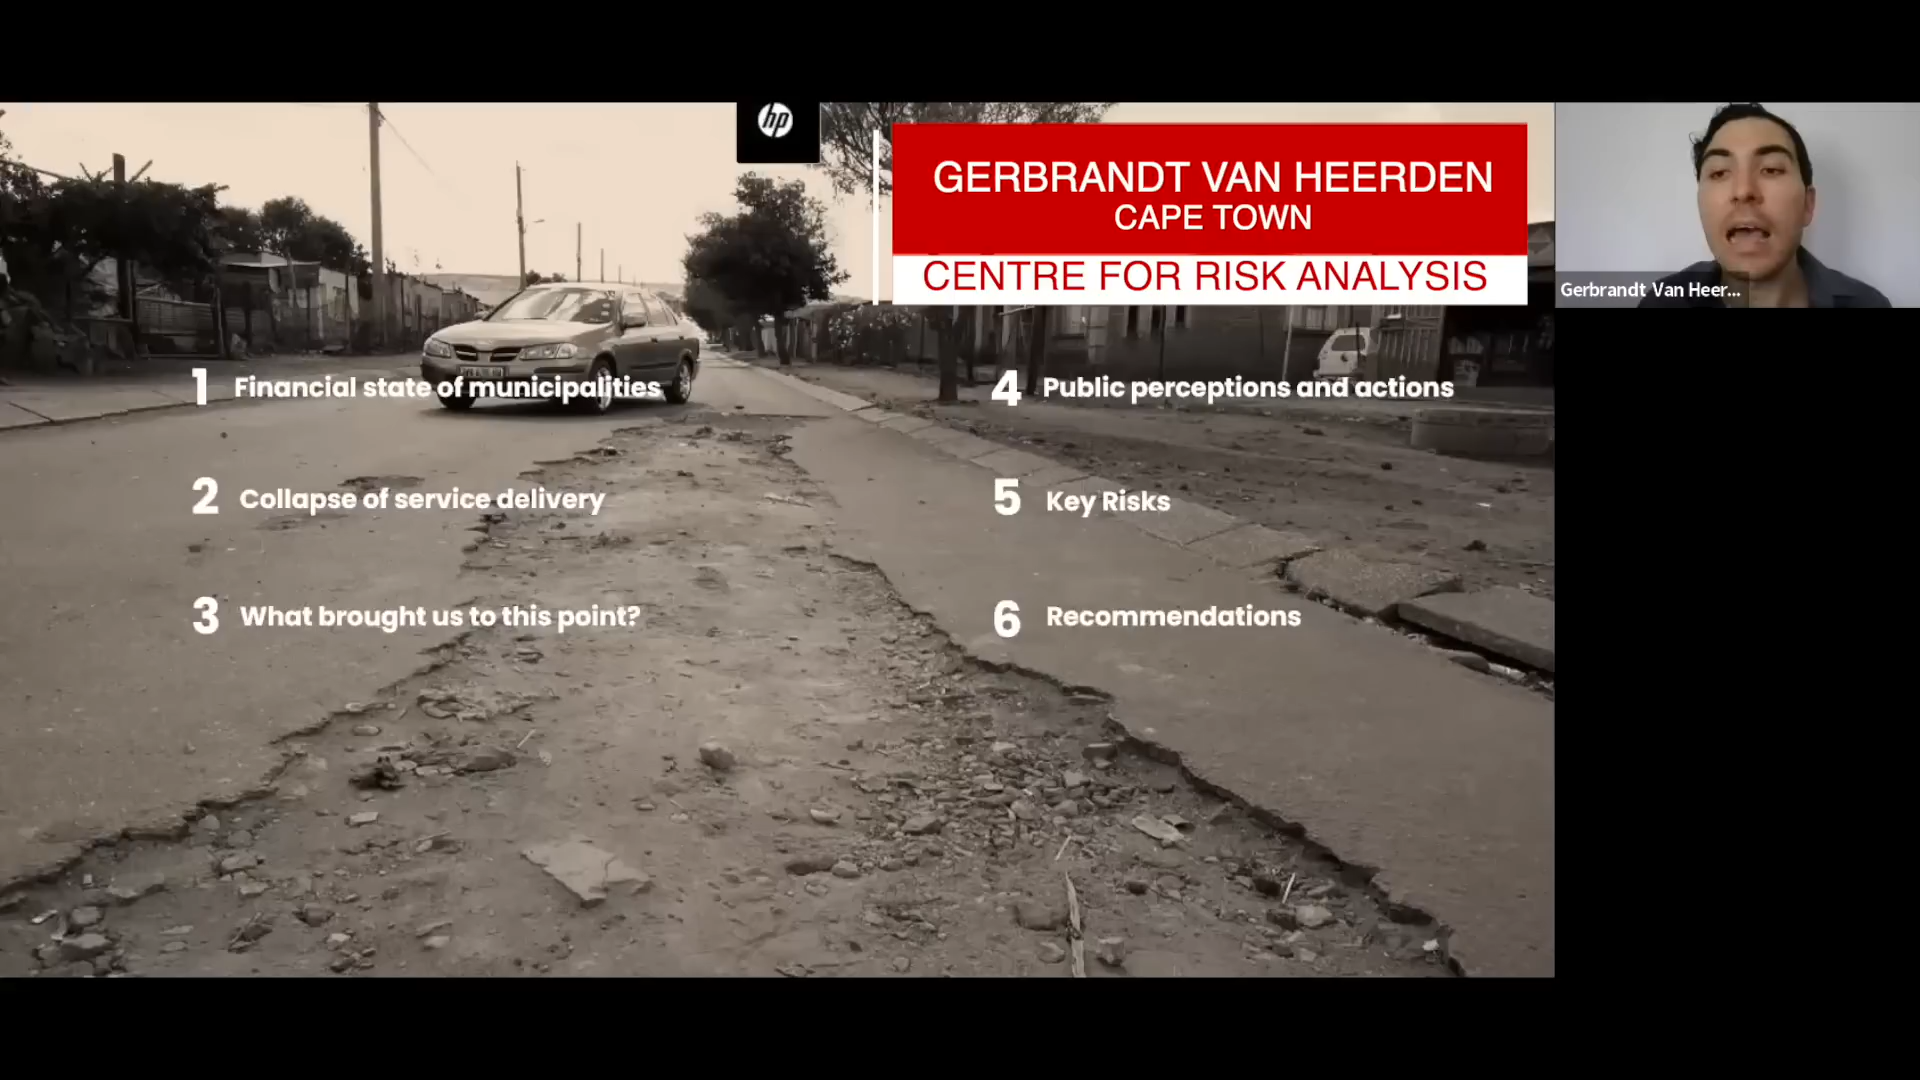 hp
GERBRANDT VAN HEERDEN
CAPE TOWN
CENTRE FOR RISK ANALYSIS
Gerbrandt Van Heer...
1 Financial state of municipalities
2 Collapse of service delivery
3 What brought us to this point?
4 Public perceptions and actions
5 Key Risks
6 Recommendations